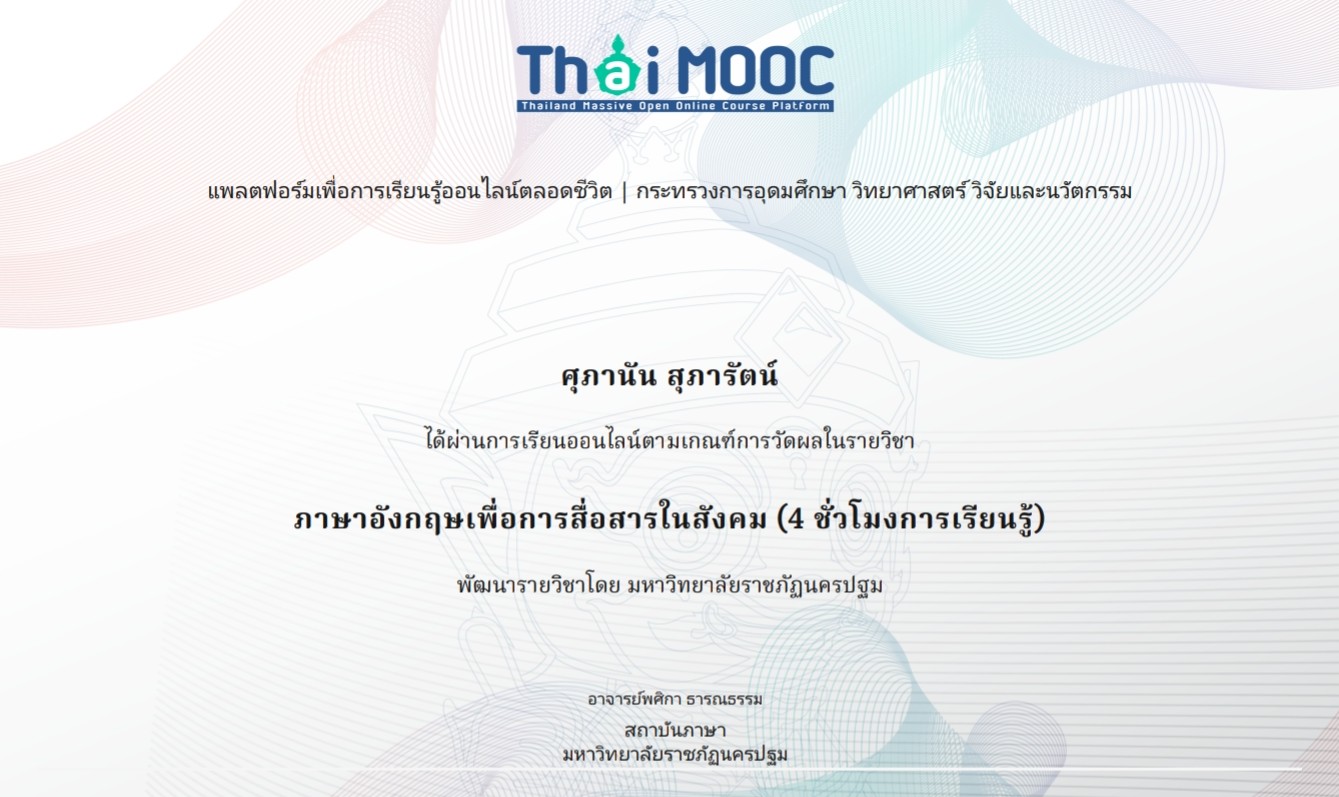 Thai MOOC
Thailand Massive Open Online Course Platform
แพลตฟอร์มเพื่อการเรียนรู้ออนไลน์ตลอดชีวิต | กระทรวงการอุดมศึกษา วิทยาศาสตร์ วิจัยและนวัตกรรม
ศุภานัน สุภารัตน์
ได้ผ่านการเรียนออนไลน์ตามเกณฑ์การวัดผลในรายวิชา
ภาษาอังกฤษเพื่อการสื่อสารในสังคม (4 ชั่วโมงการเรียนรู้)
พัฒนารายวิชาโดย มหาวิทยาลัยราชภัฏนครปฐม
อาจารย์พศิกา ธารณธรรม
สถาบันภาษา
มหาวิทยาลัยราชภัฏนครปฐม